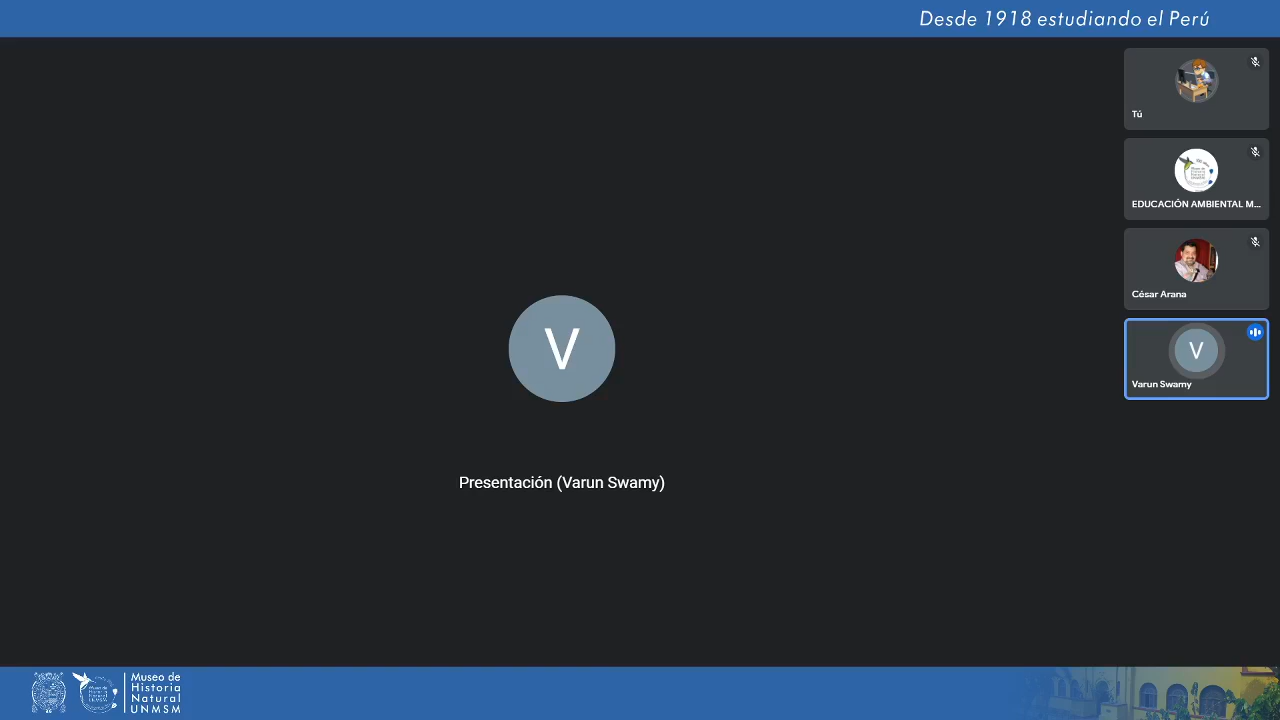 Desde 1918 estudiando el Perú
Tú
EDUCACIÓN AMBIENTAL M...
César Arana
V
Varun Swamy
V
Presentación (Varun Swamy)
Museo de
Historia
Natural
UNMSM